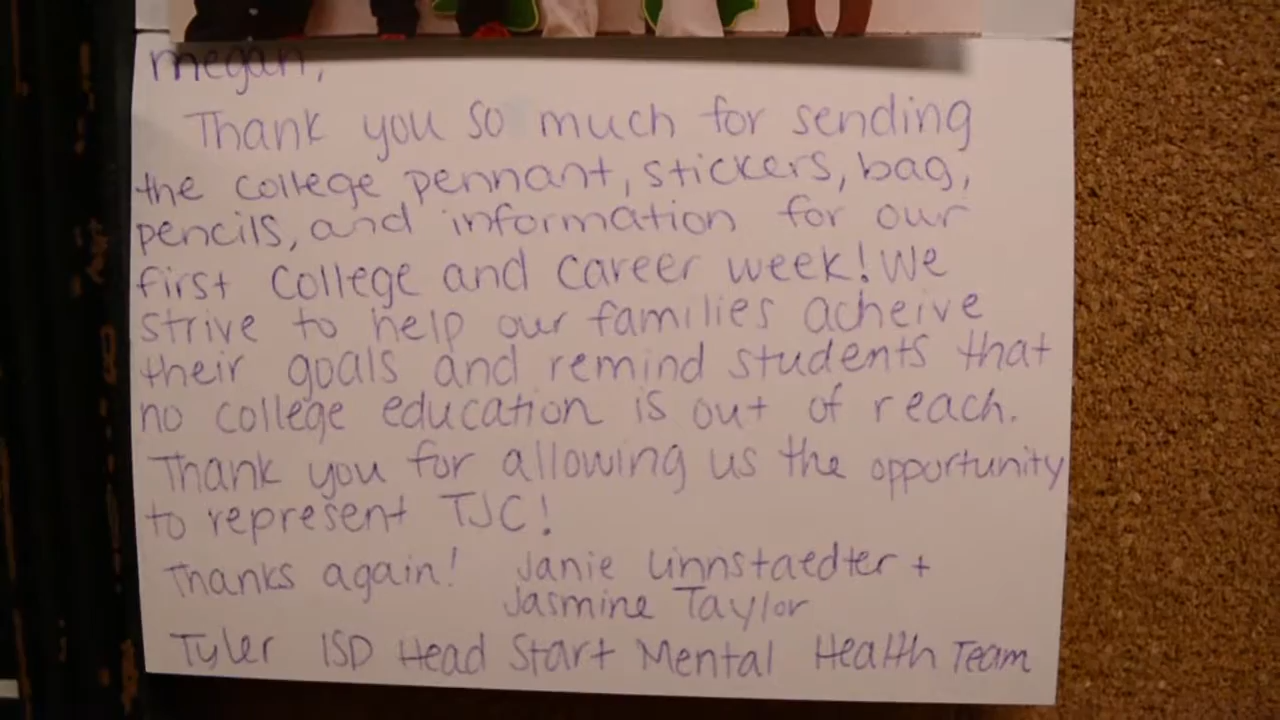 megan,
Thank you so much for sending
the college pennant, stickers, bag,
pencils, and information for our
first College and Career week! We
strive to help our families acheive
their goals and remind students that
no college education is out of reach.
Thank you for allowing us the opportunity
to represent TJC!
Thanks again! Janie Linnstaedter +
Jasmine Taylor
Tyler ISD Head Start Mental Health Team